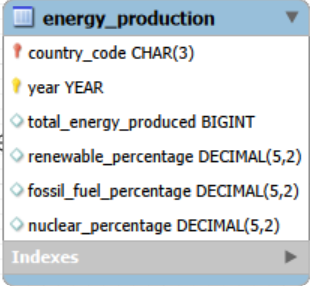 energy_production
country_code CHAR(3)
year YEAR
total_energy_produced BIGINT
renewable_percentage DECIMAL(5,2)
fossil_fuel_percentage DECIMAL(5,2)
nuclear_percentage DECIMAL(5,2)
Indexes